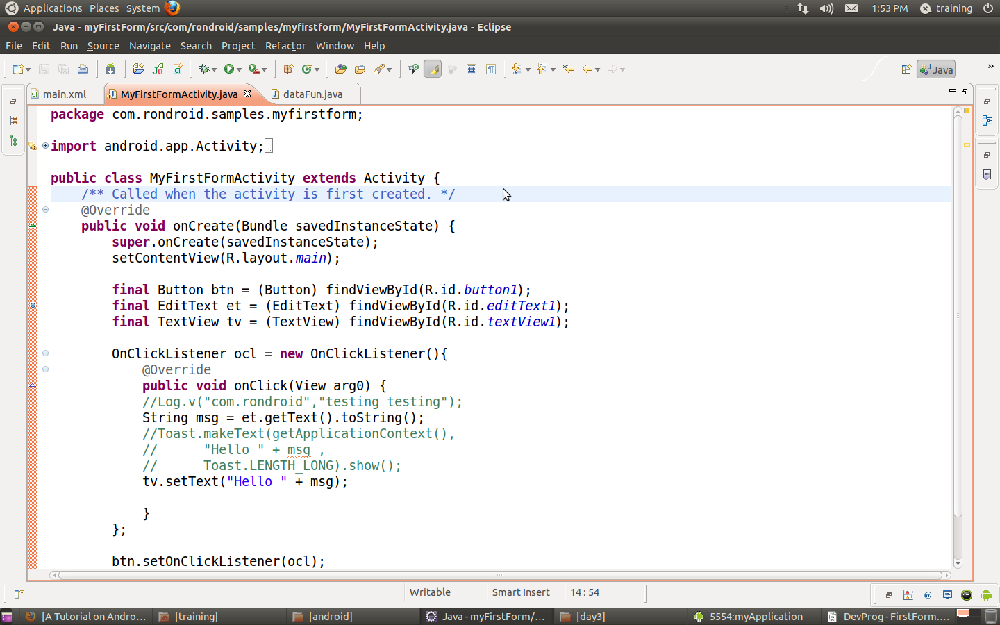 Applications Places System 1:53 PM training
Java - myFirstForm/src/com/rondroid/samples/myfirstform/MyFirstFormActivity.java - Eclipse
File Edit Run Source Navigate Search Project Refactor Window Help
Java »
main.xml MyFirstFormActivity.java dataFun.java
package com.rondroid.samples.myfirstform;
import android.app.Activity;
public class MyFirstFormActivity extends Activity {
/** Called when the activity is first created. */
@Override
public void onCreate(Bundle savedInstanceState) {
super.onCreate(savedInstanceState);
setContentView(R.layout.main);
final Button btn = (Button) findViewById(R.id.button1);
final EditText et = (EditText) findViewById(R.id.editText1);
final TextView tv = (TextView) findViewById(R.id.textView1);
OnClickListener ocl = new OnClickListener(){
@Override
public void onClick(View arg0) {
//Log.v("com.rondroid","testing testing");
String msg = et.getText().toString();
//Toast.makeText(getApplicationContext(),
// "Hello " + msg ,
// Toast.LENGTH_LONG).show();
tv.setText("Hello " + msg);
}
};
btn.setOnClickListener(ocl);
Writable Smart Insert 14 : 54
[A Tutorial on Andro... [training] [android] Java - myFirstForm/... [day3] 5554:myApplication DevProg - FirstForm....